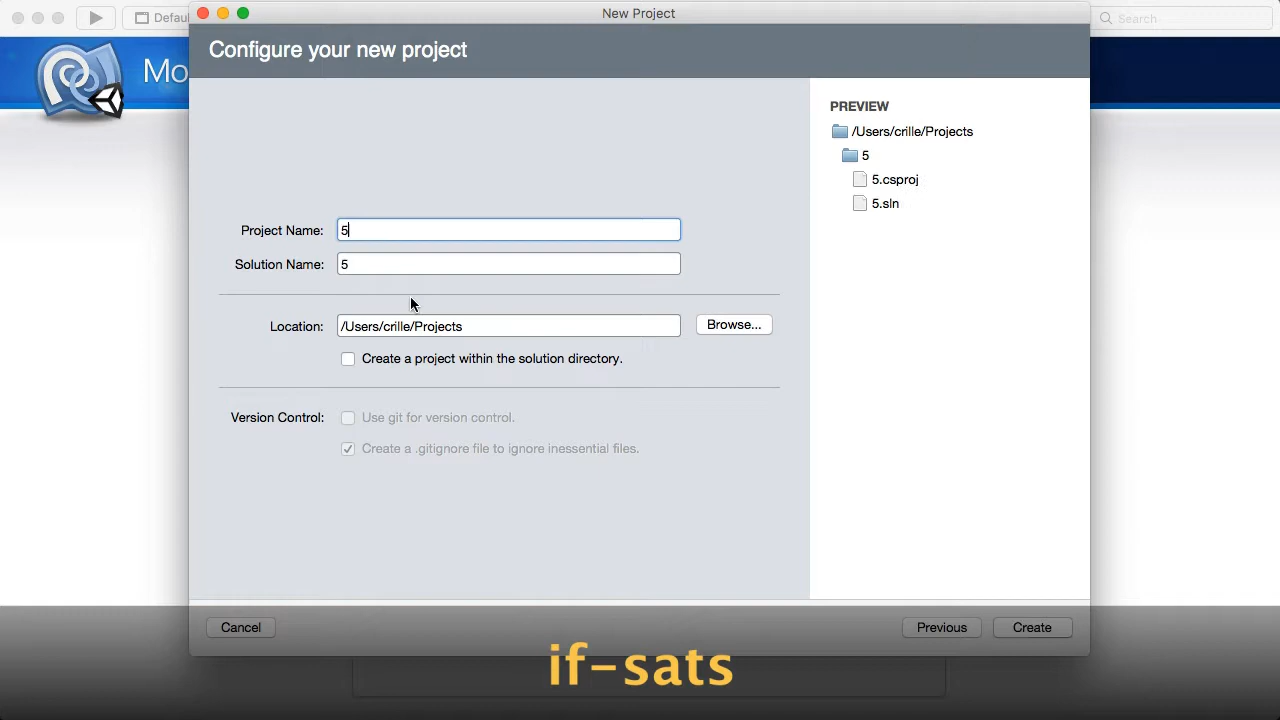 Defau
New Project
Search
Mo
Configure your new project
PREVIEW
/Users/crille/Projects
5
5.csproj
5.sln
Project Name: 5
Solution Name: 5
Location: /Users/crille/Projects Browse...
Create a project within the solution directory.
Version Control: Use git for version control.
Create a .gitignore file to ignore inessential files.
Cancel Previous Create
if-sats